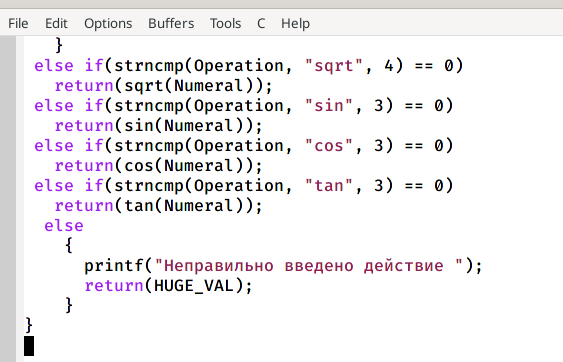 File Edit Options Buffers Tools C Help
}
else if(strncmp(Operation, "sqrt", 4) == 0)
return(sqrt(Numeral));
else if(strncmp(Operation, "sin", 3) == 0)
return(sin(Numeral));
else if(strncmp(Operation, "cos", 3) == 0)
return(cos(Numeral));
else if(strncmp(Operation, "tan", 3) == 0)
return(tan(Numeral));
else
{
printf("Неправильно введено действие ");
return(HUGE_VAL);
}
}